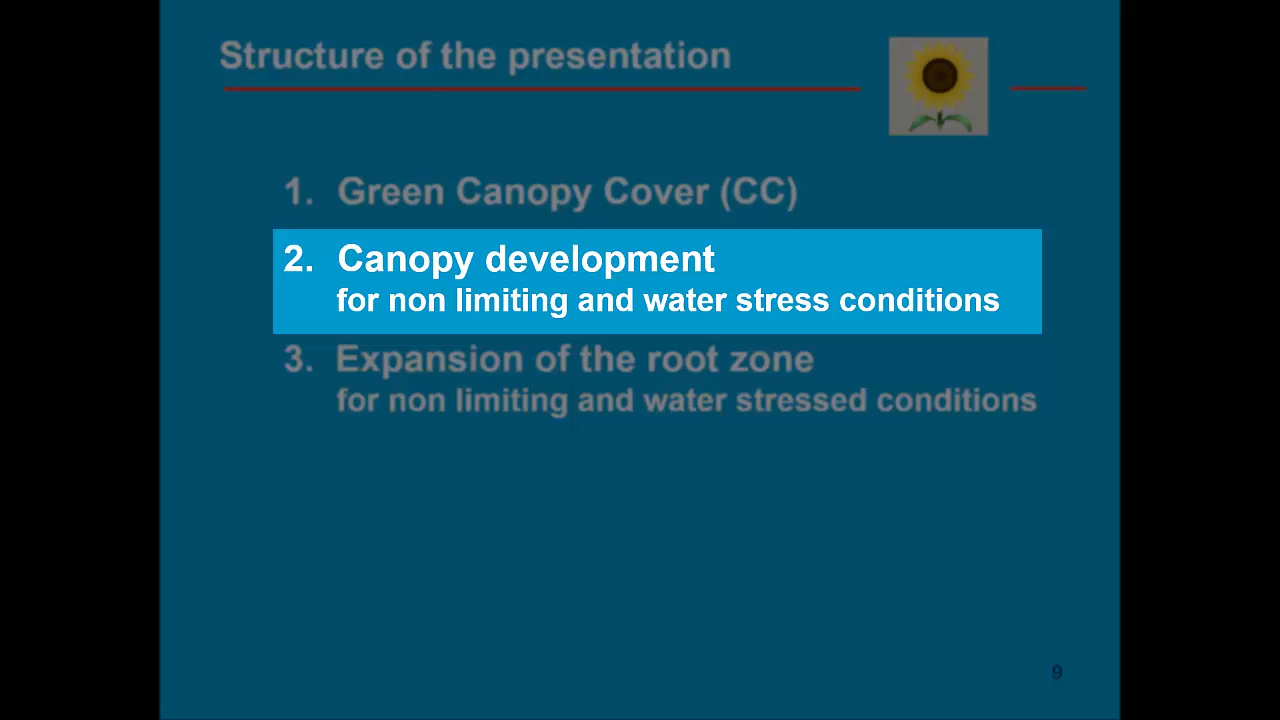 Structure of the presentation
1. Green Canopy Cover (CC)
2. Canopy development
for non limiting and water stress conditions
3. Expansion of the root zone
for non limiting and water stressed conditions
9